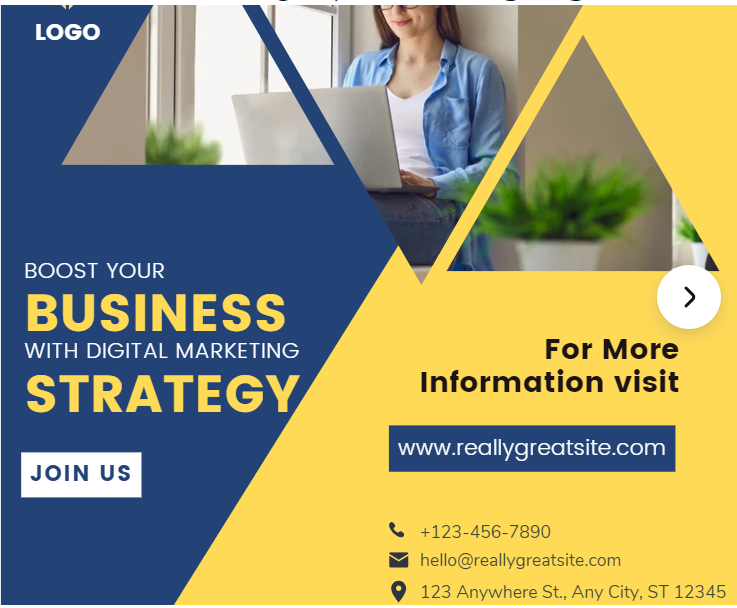 LOGO
BOOST YOUR
BUSINESS
WITH DIGITAL MARKETING
STRATEGY
JOIN US
For More
Information visit
www.reallygreatsite.com
+123-456-7890
hello@reallygreatsite.com
123 Anywhere St., Any City, ST 12345